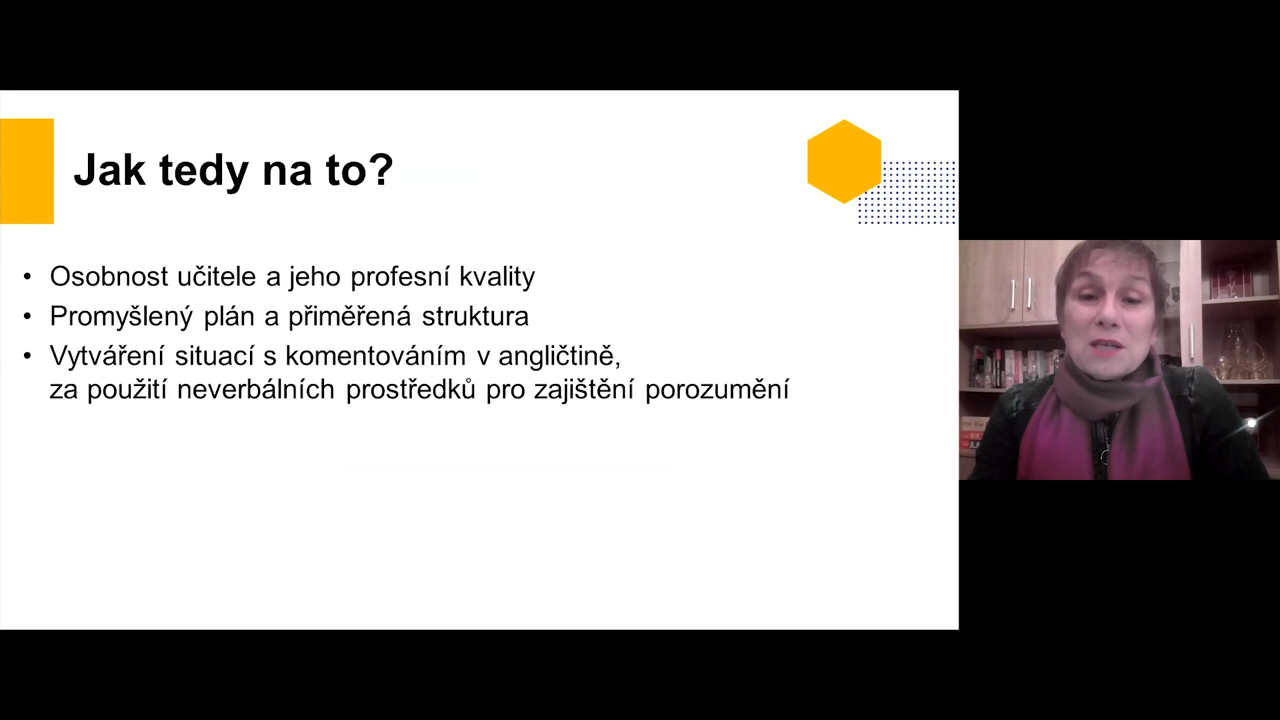 Jak tedy na to?
• Osobnost učitele a jeho profesní kvality
• Promyšlený plán a přiměřená struktura
• Vytváření situací s komentováním v angličtině,
za použití neverbálních prostředků pro zajištění porozumění